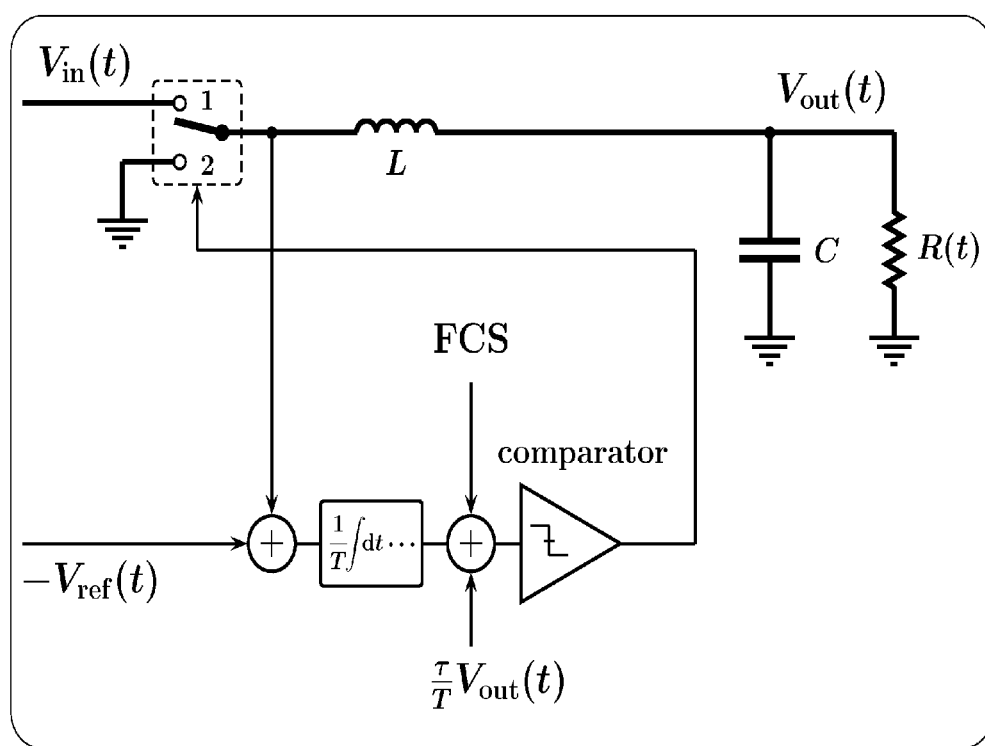 V_in(t)
1
V_out(t)
2
L
C
R(t)
FCS
comparator
+
1/T ∫dt ⋯
+
−V_ref(t)
τ/T V_out(t)